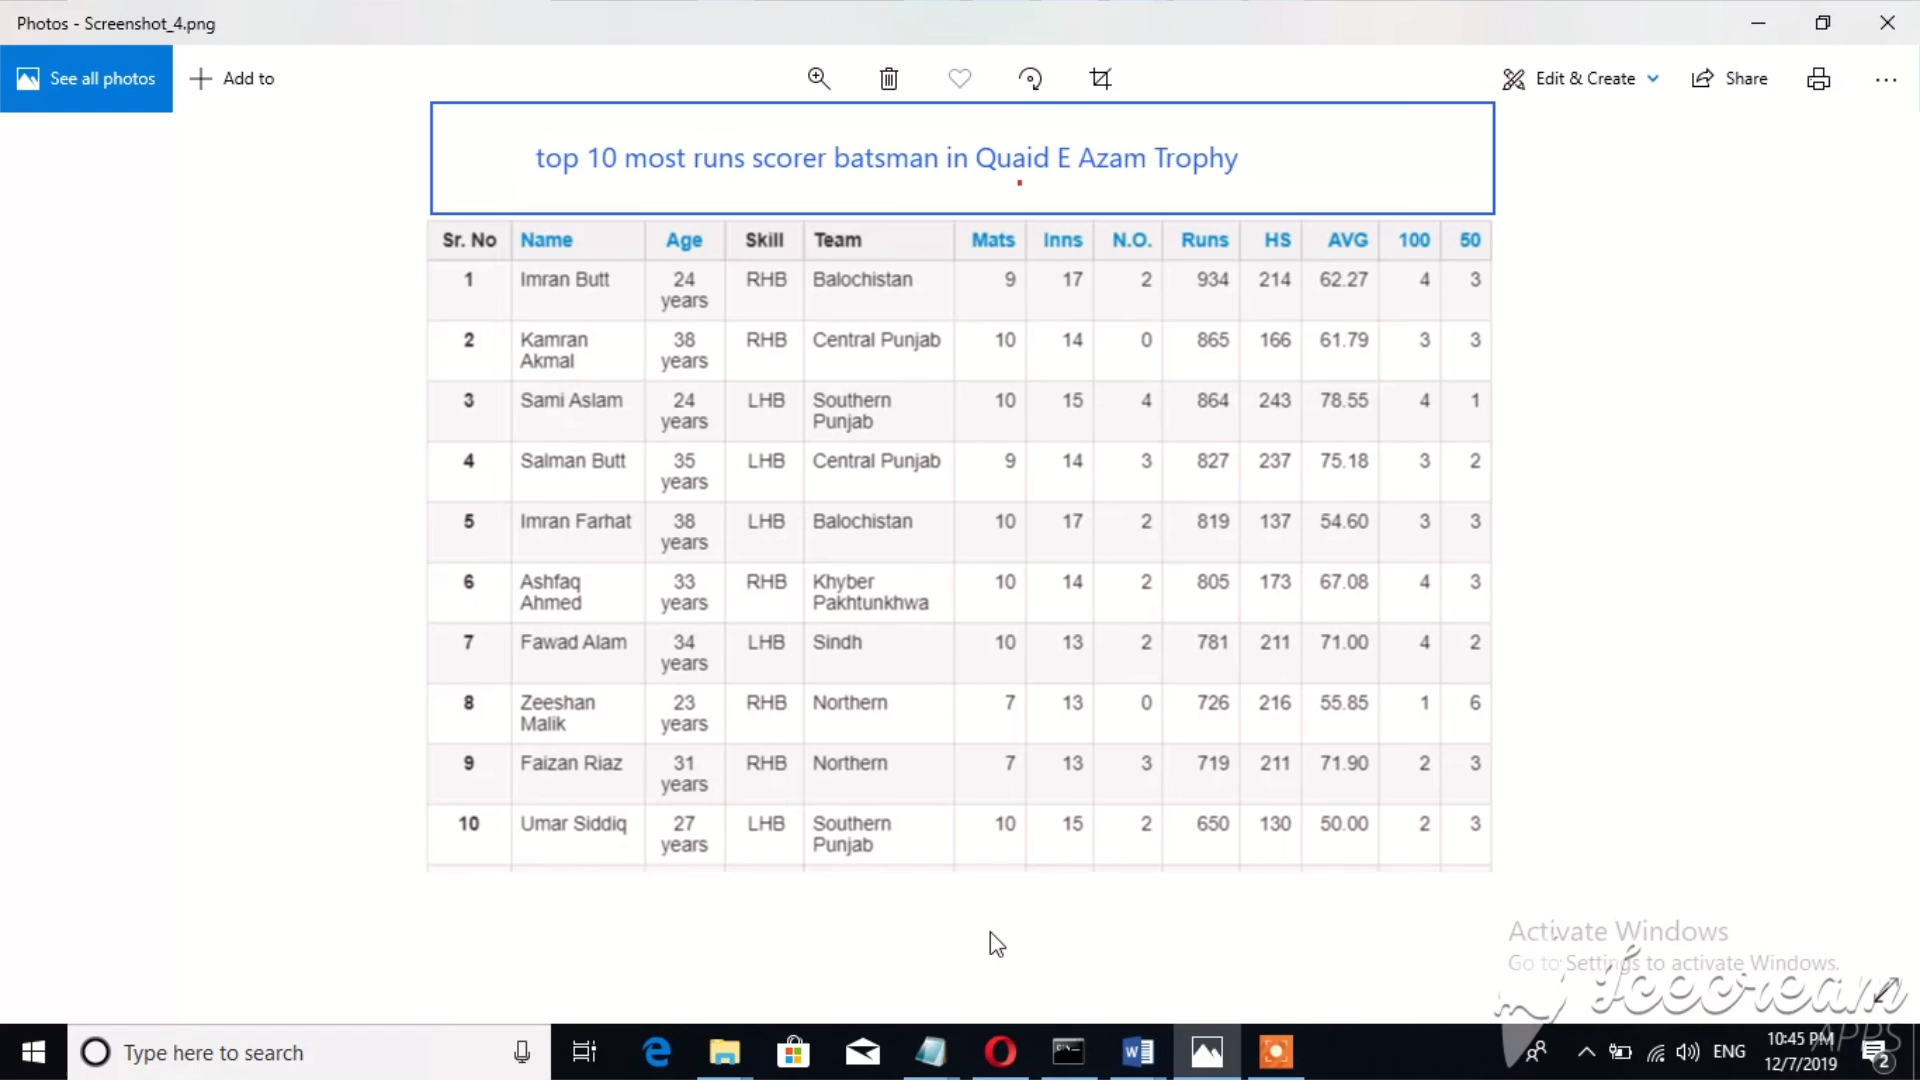 Photos - Screenshot_4.png
See all photos Add to Edit & Create Share
top 10 most runs scorer batsman in Quaid E Azam Trophy
Sr. No Name Age Skill Team Mats Inns N.O. Runs HS AVG 100 50
1 Imran Butt 24 RHB Balochistan 9 17 2 934 214 62.27 4 3
years
2 Kamran 38 RHB Central Punjab 10 14 0 865 166 61.79 3 3
Akmal years
3 Sami Aslam 24 LHB Southern 10 15 4 864 243 78.55 4 1
years Punjab
4 Salman Butt 35 LHB Central Punjab 9 14 3 827 237 75.18 3 2
years
5 Imran Farhat 38 LHB Balochistan 10 17 2 819 137 54.60 3 3
years
6 Ashfaq 33 RHB Khyber 10 14 2 805 173 67.08 4 3
Ahmed years Pakhtunkhwa
7 Fawad Alam 34 LHB Sindh 10 13 2 781 211 71.00 4 2
years
8 Zeeshan 23 RHB Northern 7 13 0 726 216 55.85 1 6
Malik years
9 Faizan Riaz 31 RHB Northern 7 13 3 719 211 71.90 2 3
years
10 Umar Siddiq 27 LHB Southern 10 15 2 650 130 50.00 2 3
years Punjab
Activate Windows
Go to Settings to activate Windows.
Icecream
APPS
Type here to search ENG 10:45 PM
12/7/2019 2